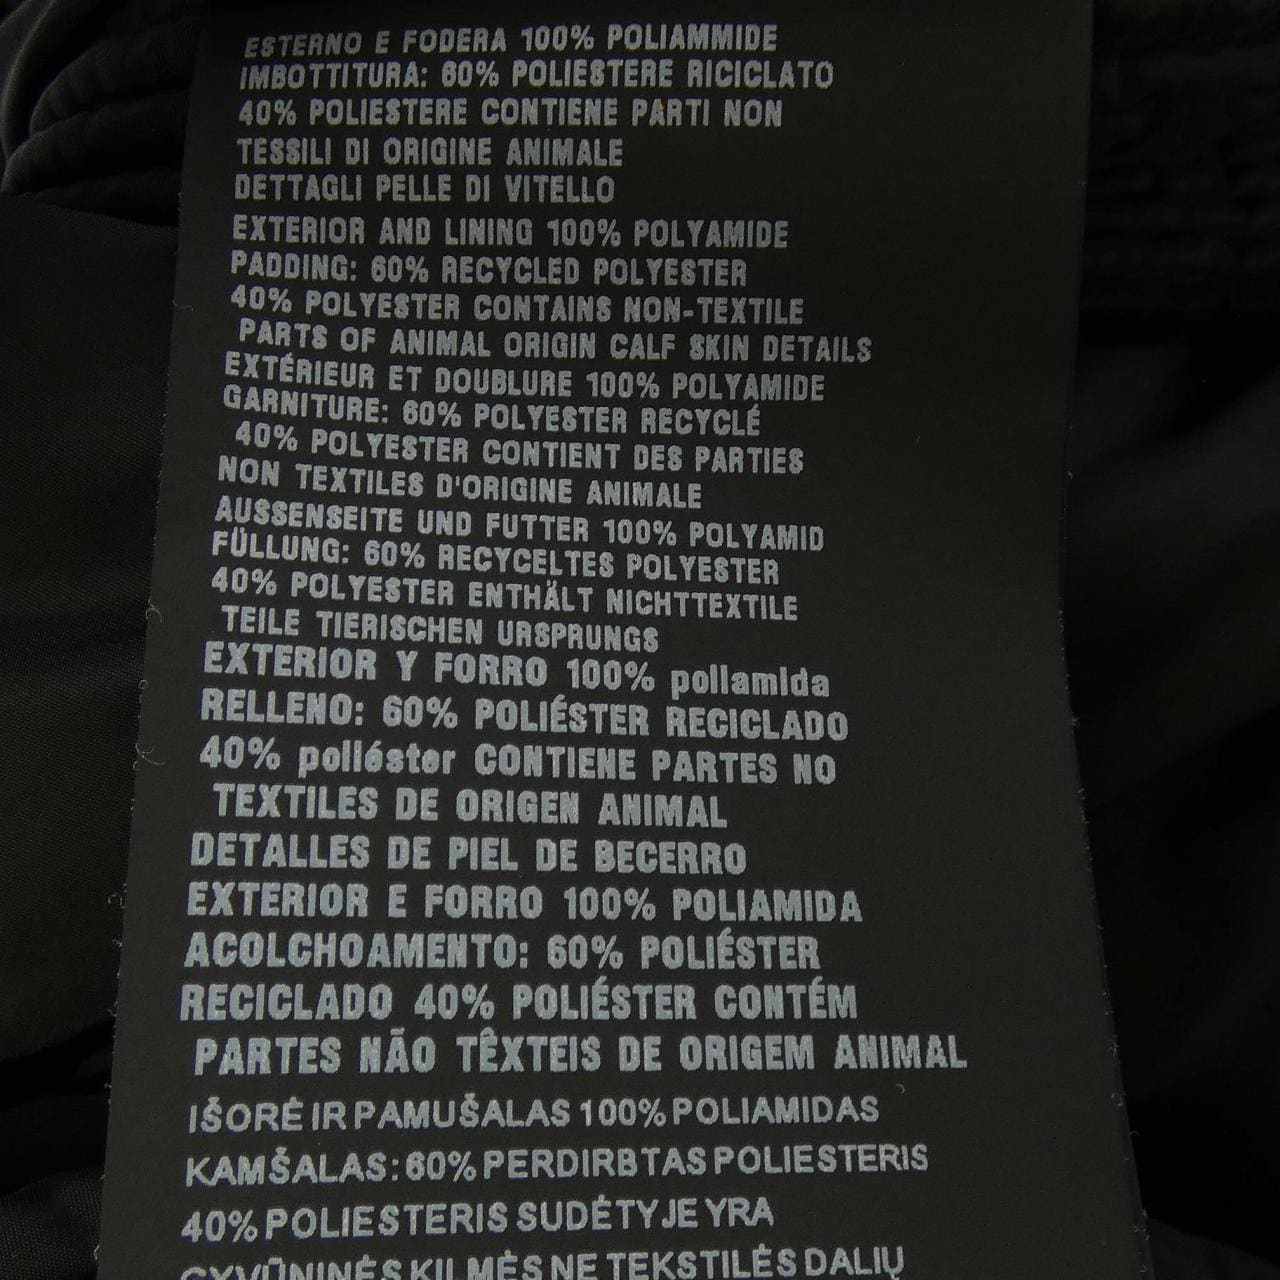 ESTERNO E FODERA 100% POLIAMMIDE
IMBOTTITURA: 60% POLIESTERE RICICLATO
40% POLIESTERE CONTIENE PARTI NON
TESSILI DI ORIGINE ANIMALE
DETTAGLI PELLE DI VITELLO
EXTERIOR AND LINING 100% POLYAMIDE
PADDING: 60% RECYCLED POLYESTER
40% POLYESTER CONTAINS NON-TEXTILE
PARTS OF ANIMAL ORIGIN CALF SKIN DETAILS
EXTÉRIEUR ET DOUBLURE 100% POLYAMIDE
GARNITURE: 60% POLYESTER RECYCLÉ
40% POLYESTER CONTIENT DES PARTIES
NON TEXTILES D'ORIGINE ANIMALE
AUSSENSEITE UND FUTTER 100% POLYAMID
FÜLLUNG: 60% RECYCELTES POLYESTER
40% POLYESTER ENTHÄLT NICHTTEXTILE
TEILE TIERISCHEN URSPRUNGS
EXTERIOR Y FORRO 100% poliamida
RELLENO: 60% POLIÉSTER RECICLADO
40% poliéster CONTIENE PARTES NO
TEXTILES DE ORIGEN ANIMAL
DETALLES DE PIEL DE BECERRO
EXTERIOR E FORRO 100% POLIAMIDA
ACOLCHOAMENTO: 60% POLIÉSTER
RECICLADO 40% POLIÉSTER CONTÉM
PARTES NÃO TÊXTEIS DE ORIGEM ANIMAL
IŠORĖ IR PAMUŠALAS 100% POLIAMIDAS
KAMŠALAS: 60% PERDIRBTAS POLIESTERIS
40% POLIESTERIS SUDĖTYJE YRA
GYVŪNINĖS KILMĖS NE TEKSTILĖS DALIŲ